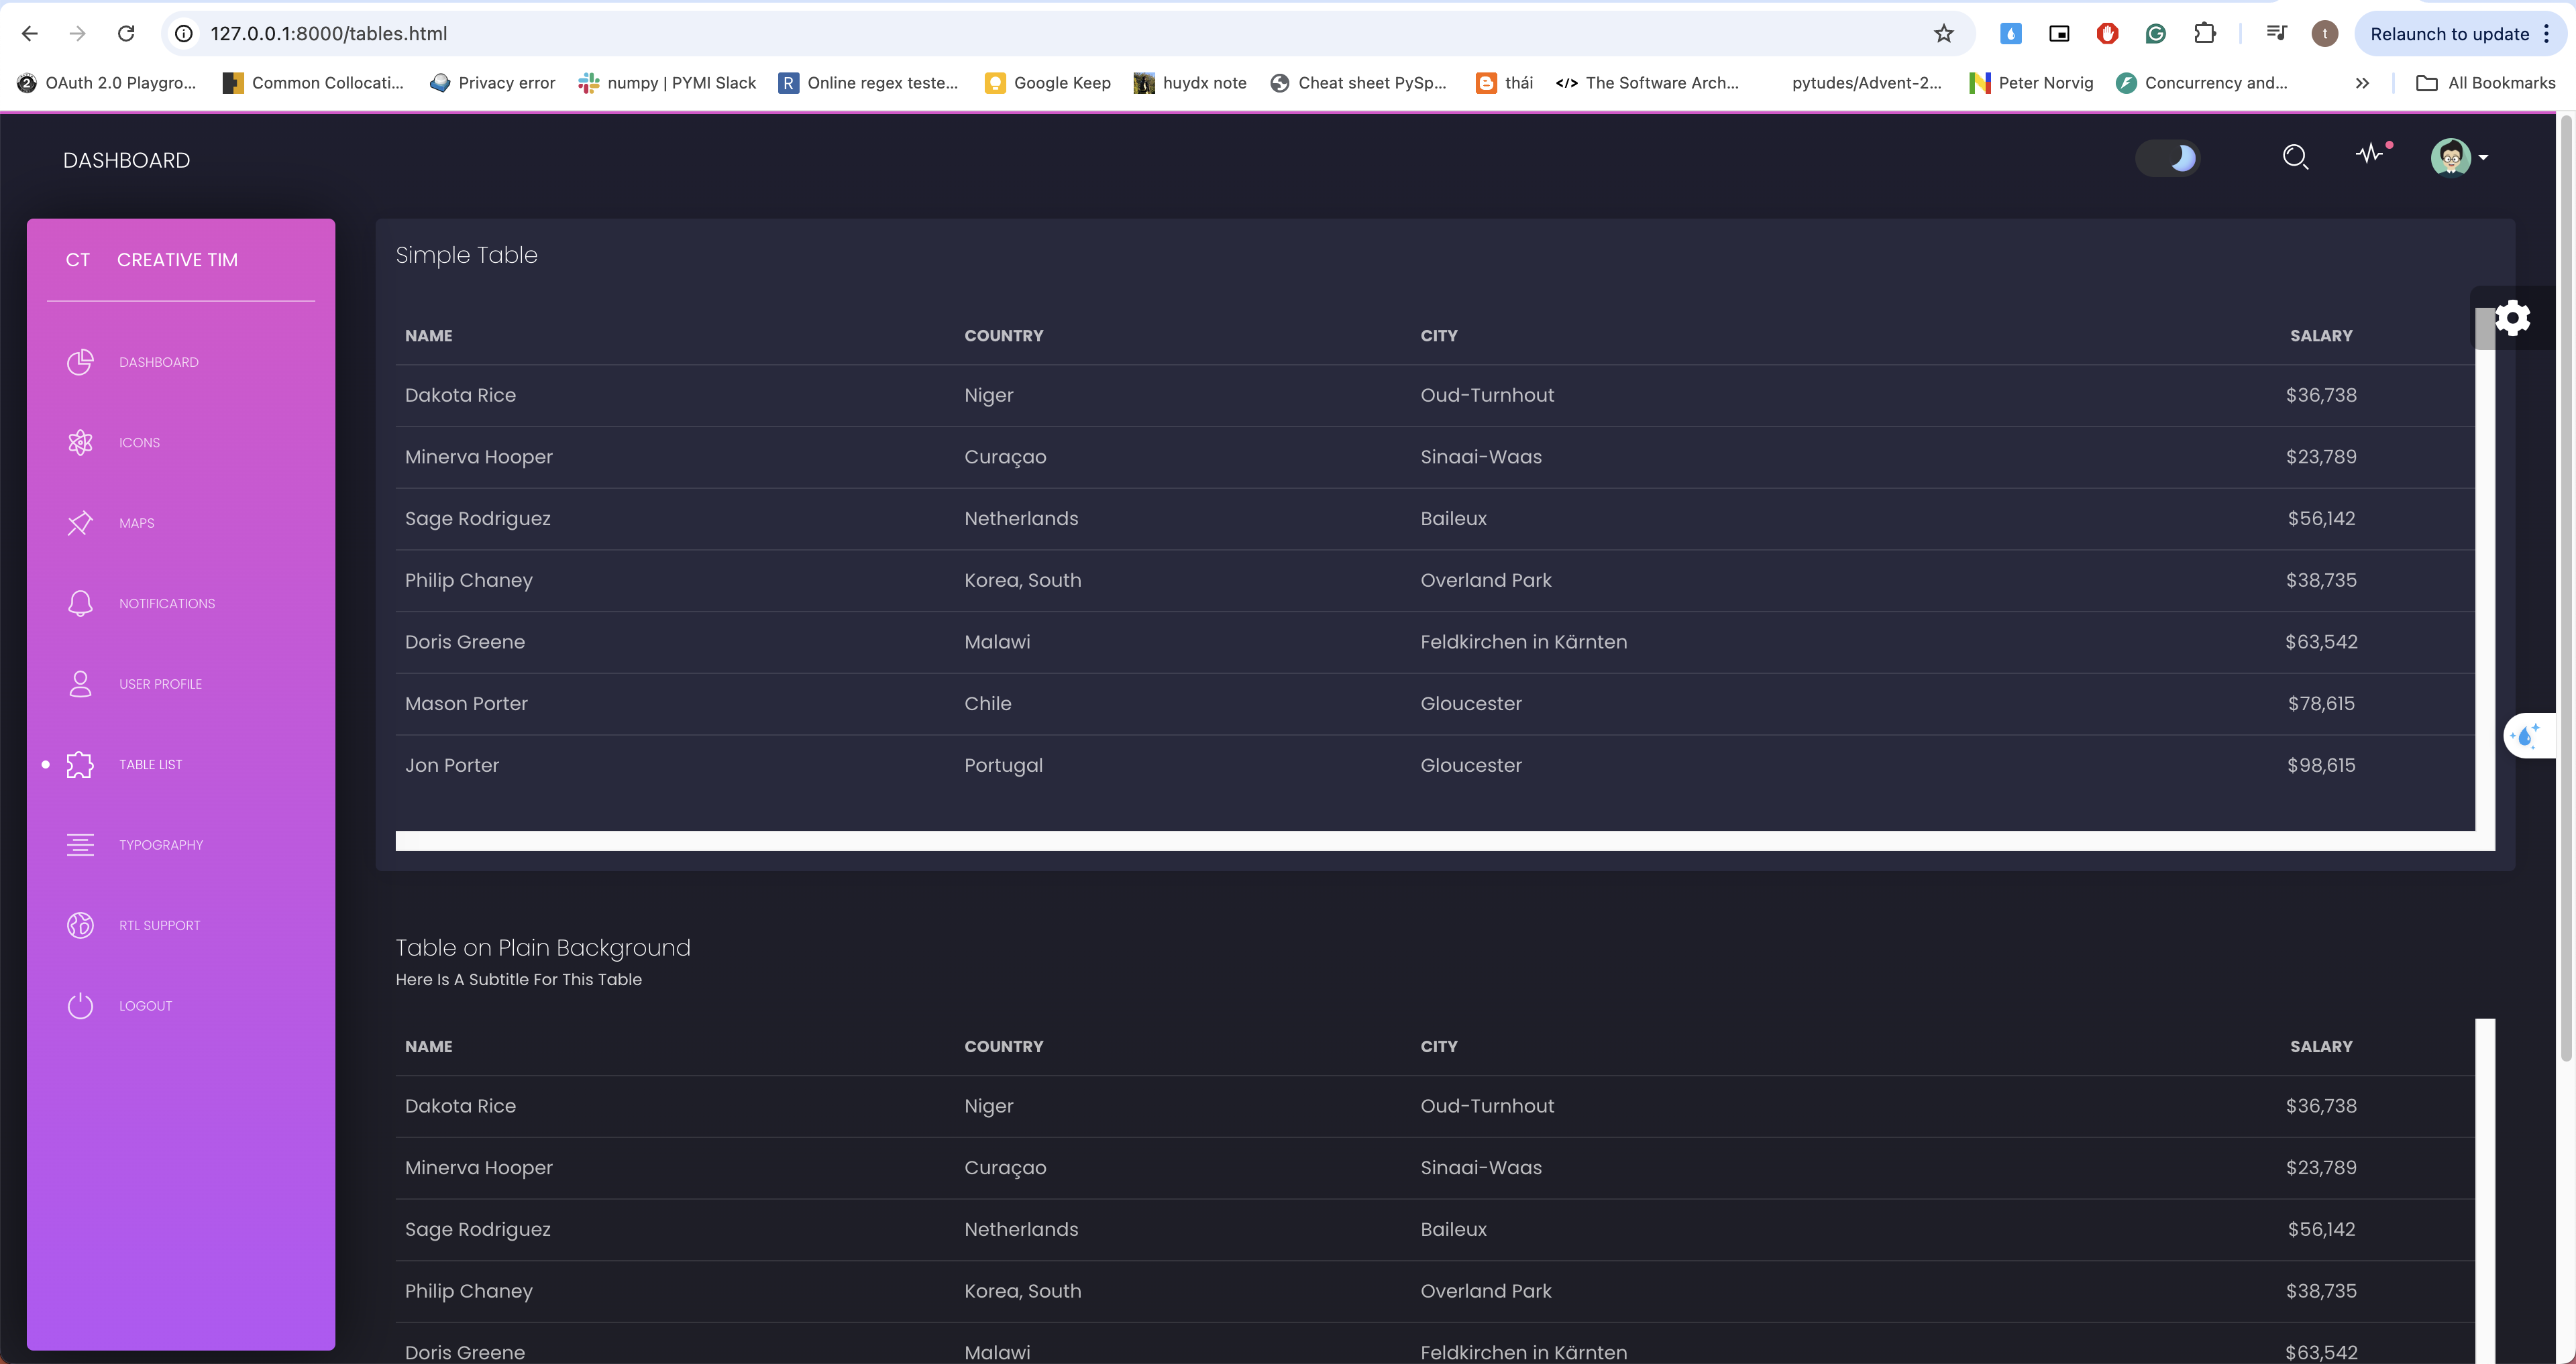 127.0.0.1:8000/tables.html
t
Relaunch to update
2 OAuth 2.0 Playgro...
Common Collocati...
Privacy error
numpy | PYMI Slack
R Online regex teste...
Google Keep
huydx note
Cheat sheet PySp...
thái
</> The Software Arch...
pytudes/Advent-2...
Peter Norvig
Concurrency and...
All Bookmarks
DASHBOARD
CT CREATIVE TIM
DASHBOARD
ICONS
MAPS
NOTIFICATIONS
USER PROFILE
TABLE LIST
TYPOGRAPHY
RTL SUPPORT
LOGOUT
Simple Table
NAME COUNTRY CITY SALARY
Dakota Rice Niger Oud-Turnhout $36,738
Minerva Hooper Curaçao Sinaai-Waas $23,789
Sage Rodriguez Netherlands Baileux $56,142
Philip Chaney Korea, South Overland Park $38,735
Doris Greene Malawi Feldkirchen in Kärnten $63,542
Mason Porter Chile Gloucester $78,615
Jon Porter Portugal Gloucester $98,615
Table on Plain Background
Here Is A Subtitle For This Table
NAME COUNTRY CITY SALARY
Dakota Rice Niger Oud-Turnhout $36,738
Minerva Hooper Curaçao Sinaai-Waas $23,789
Sage Rodriguez Netherlands Baileux $56,142
Philip Chaney Korea, South Overland Park $38,735
Doris Greene Malawi Feldkirchen in Kärnten $63,542